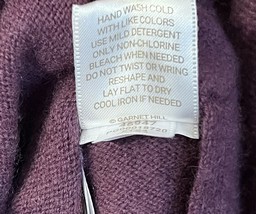 HAND WASH COLD
WITH LIKE COLORS
USE MILD DETERGENT
ONLY NON-CHLORINE
BLEACH WHEN NEEDED
DO NOT TWIST OR WRING
RESHAPE AND
LAY FLAT TO DRY
COOL IRON IF NEEDED
© GARNET HILL